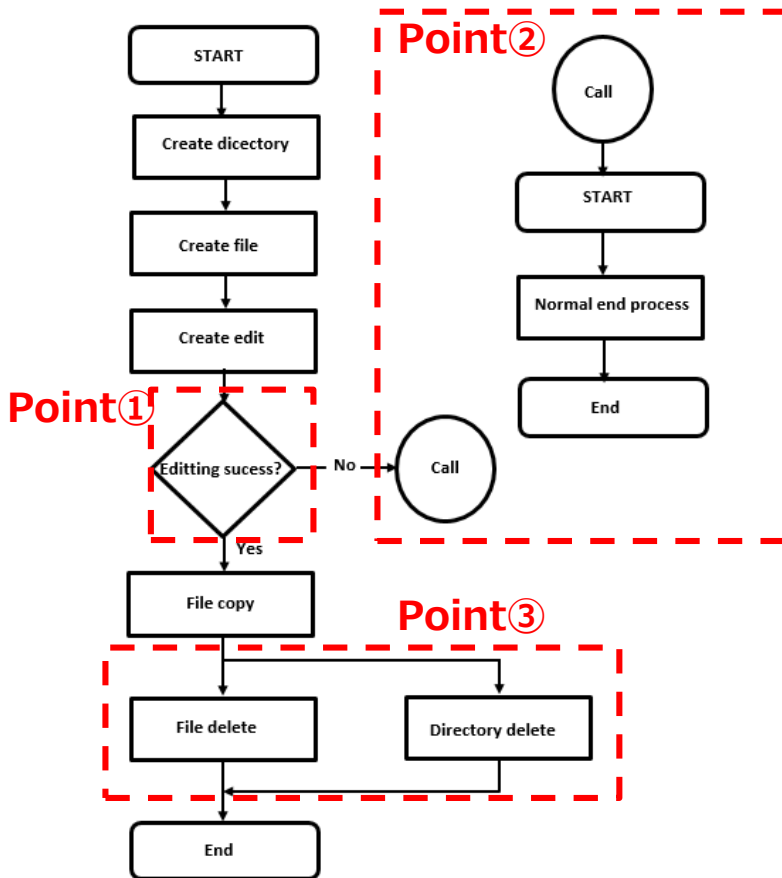 START
Create dicectory
Create file
Create edit
Point①
Editting sucess?
No
Yes
Call
File copy
Point③
File delete
Directory delete
End
Point②
Call
START
Normal end process
End